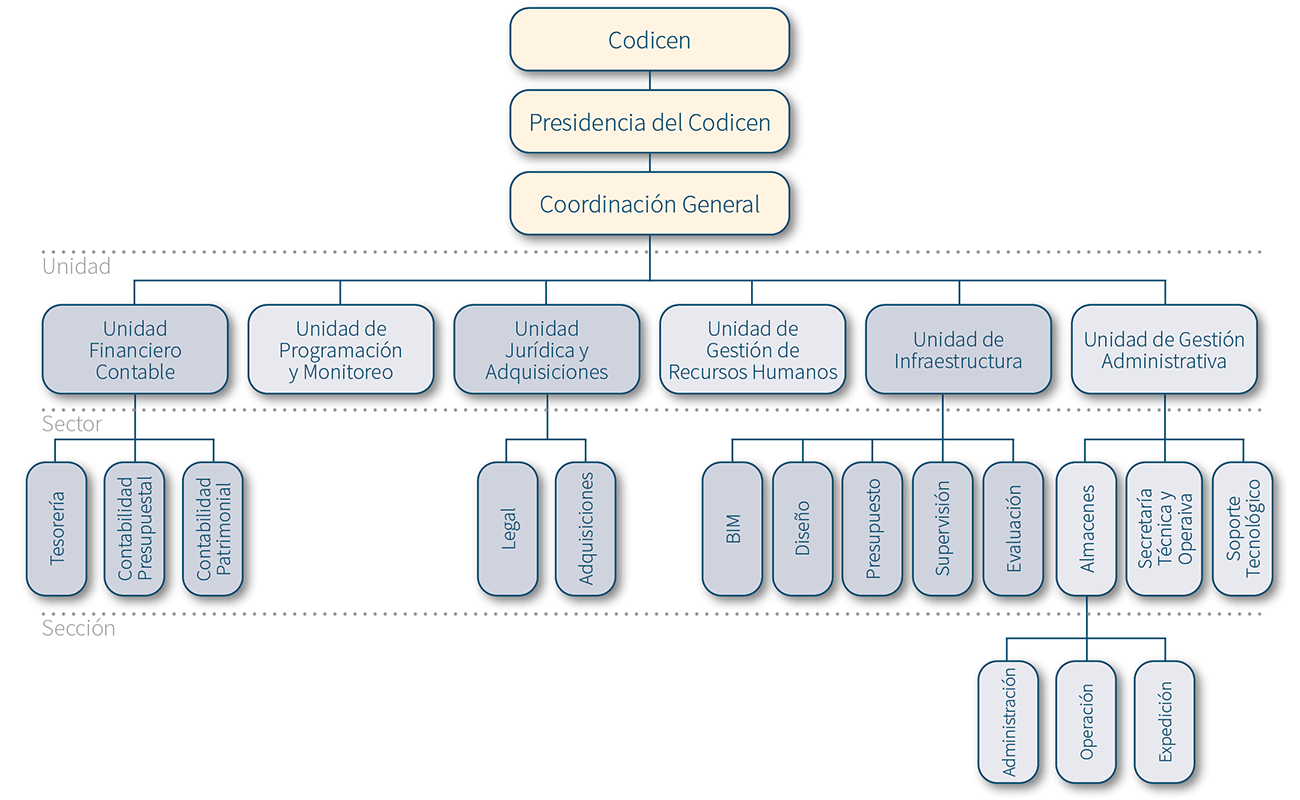 Codicen
Presidencia del Codicen
Coordinación General
Unidad
Unidad
Financiero
Contable
Unidad de
Programación
y Monitoreo
Unidad
Jurídica y
Adquisiciones
Unidad de
Gestión de
Recursos Humanos
Unidad de
Infraestructura
Unidad de Gestión
Administrativa
Sector
Tesorería
Contabilidad
Presupuestal
Contabilidad
Patrimonial
Legal
Adquisiciones
BIM
Diseño
Presupuesto
Supervisión
Evaluación
Almacenes
Secretaría
Técnica y
Operaiva
Soporte
Tecnológico
Sección
Administración
Operación
Expedición